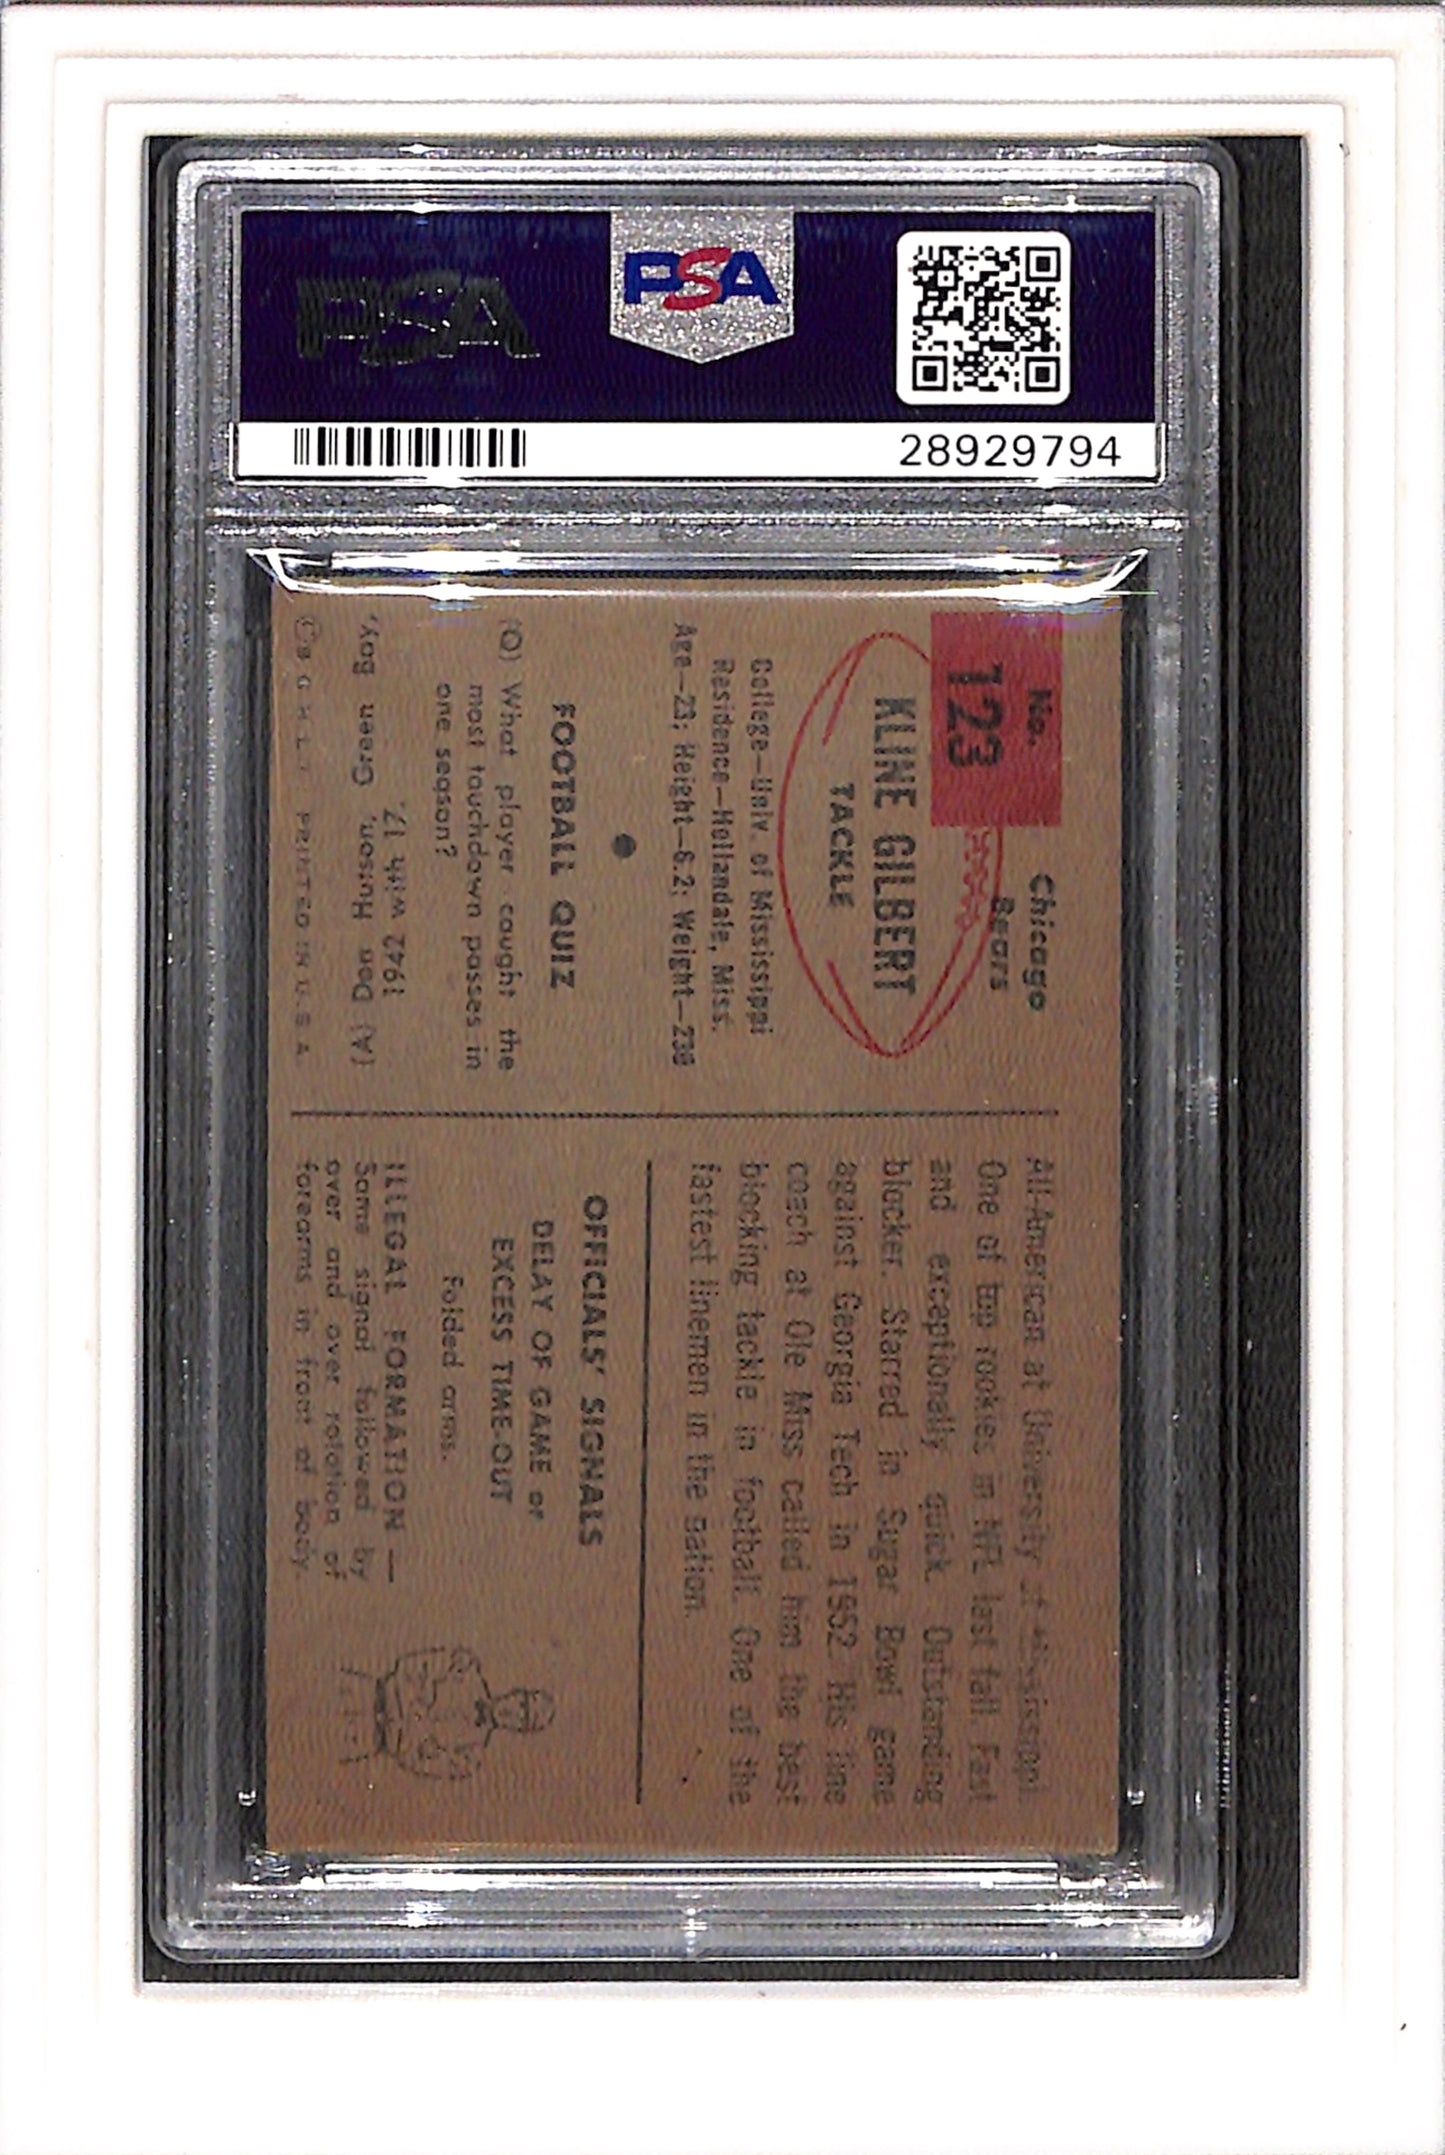 PSA
PSA
28929794
No.
123
Chicago
Bears
KLINE GILBERT
TACKLE
College—Univ. of Mississippi
Residence—Hollandale, Miss.
Age—23; Height—6.2; Weight—230
FOOTBALL QUIZ
(Q) What player caught the
most touchdown passes in
one season?
1942 with 17.
(A) Don Hutson, Green Bay,
PRINTED IN U.S.A.
All-American at University of Mississippi.
One of top rookies in NFL last fall. Fast
and exceptionally quick. Outstanding
blocker. Starred in Sugar Bowl game
against Georgia Tech in 1952. His line
coach at Ole Miss called him the best
blocking tackle in football. One of the
fastest linemen in the nation.
OFFICIALS' SIGNALS
DELAY OF GAME or
EXCESS TIME-OUT
Folded arms.
ILLEGAL FORMATION —
Same signal followed by
over and over rotation of
forearms in front of body.